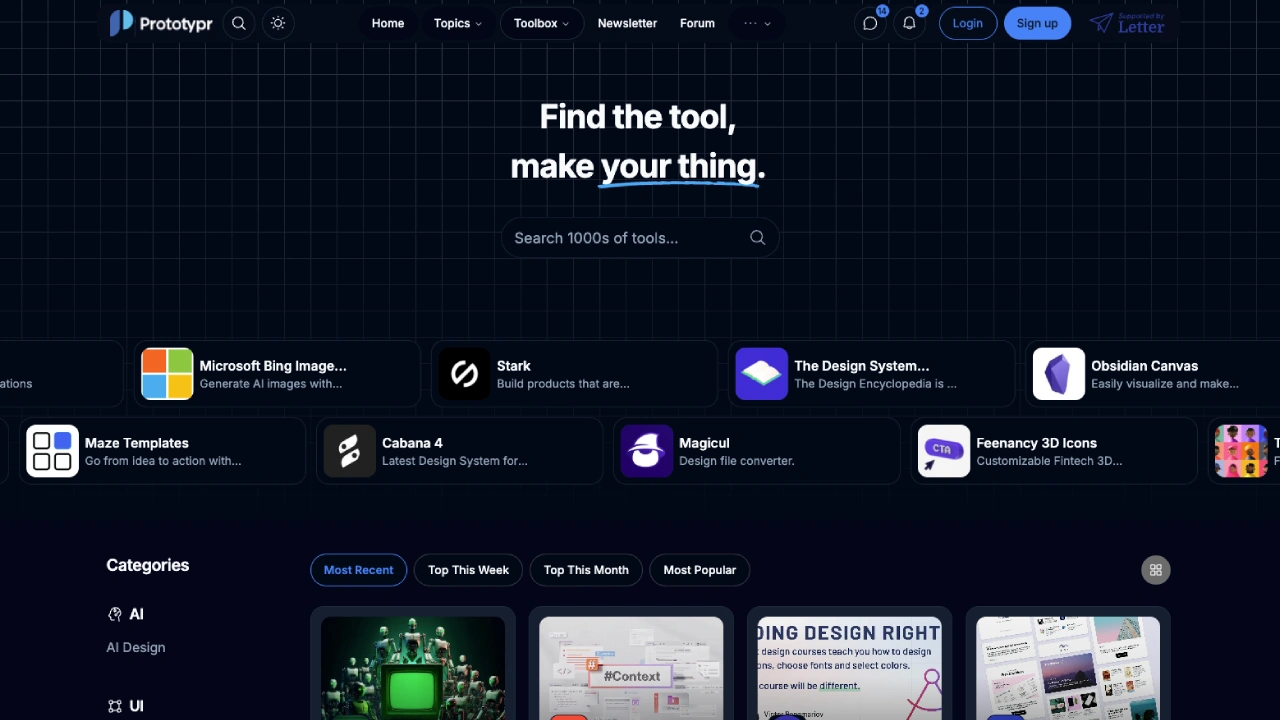 Prototypr
Home
Topics
Toolbox
Newsletter
Forum
···
14
2
Login
Sign up
Supported by
Letter
Find the tool,
make your thing.
Search 1000s of tools...
ations
Microsoft Bing Image...
Generate AI images with...
Stark
Build products that are...
The Design System...
The Design Encyclopedia is ...
Obsidian Canvas
Easily visualize and make...
Maze Templates
Go from idea to action with...
Cabana 4
Latest Design System for...
Magicul
Design file converter.
CTA
Feenancy 3D Icons
Customizable Fintech 3D...
Categories
AI
AI Design
UI
Most Recent
Top This Week
Top This Month
Most Popular
#
</>
#Context
DING DESIGN RIGHT
design courses teach you how to design
ons, choose fonts and select colors.
course will be different.